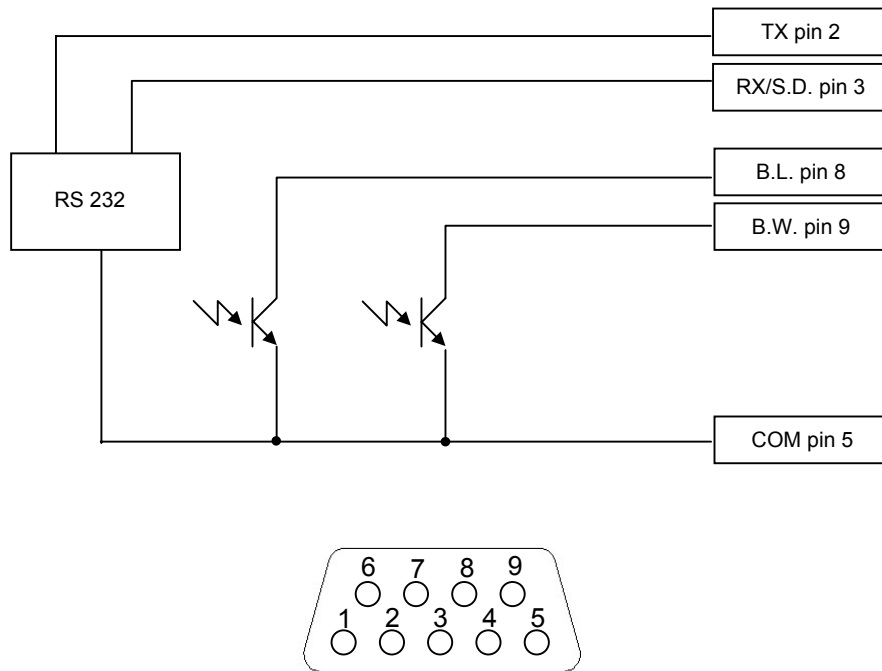 TX pin 2
RX/S.D. pin 3
B.L. pin 8
RS 232
B.W. pin 9
COM pin 5
6 7 8 9
1 2 3 4 5